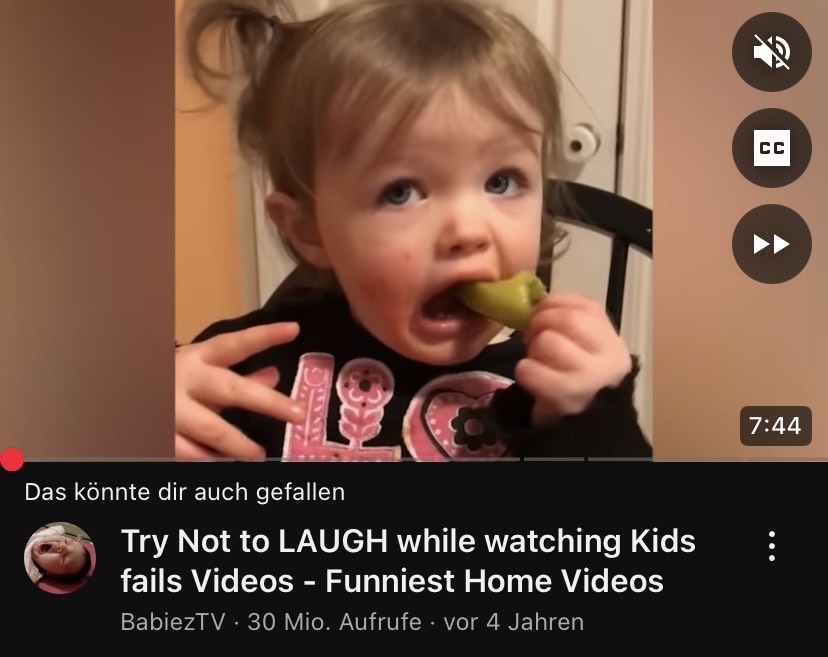 CC
7:44
Das könnte dir auch gefallen
Try Not to LAUGH while watching Kids
fails Videos - Funniest Home Videos
BabiezTV · 30 Mio. Aufrufe · vor 4 Jahren